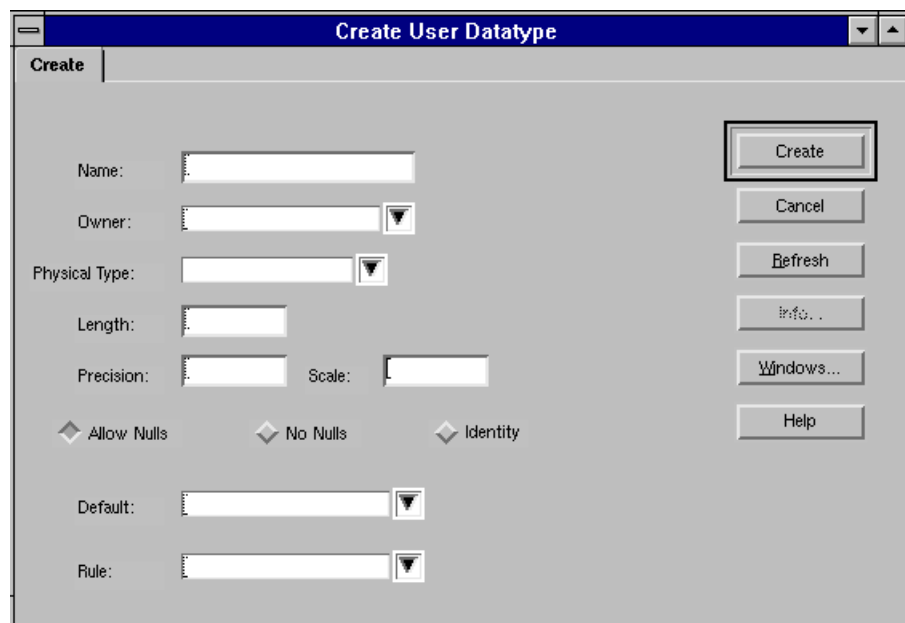 Create User Datatype
Create
Name:
Create
Owner:
Cancel
Physical Type:
Refresh
Length:
Info...
Precision:
Scale:
Windows...
Allow Nulls
No Nulls
Identity
Help
Default:
Rule: